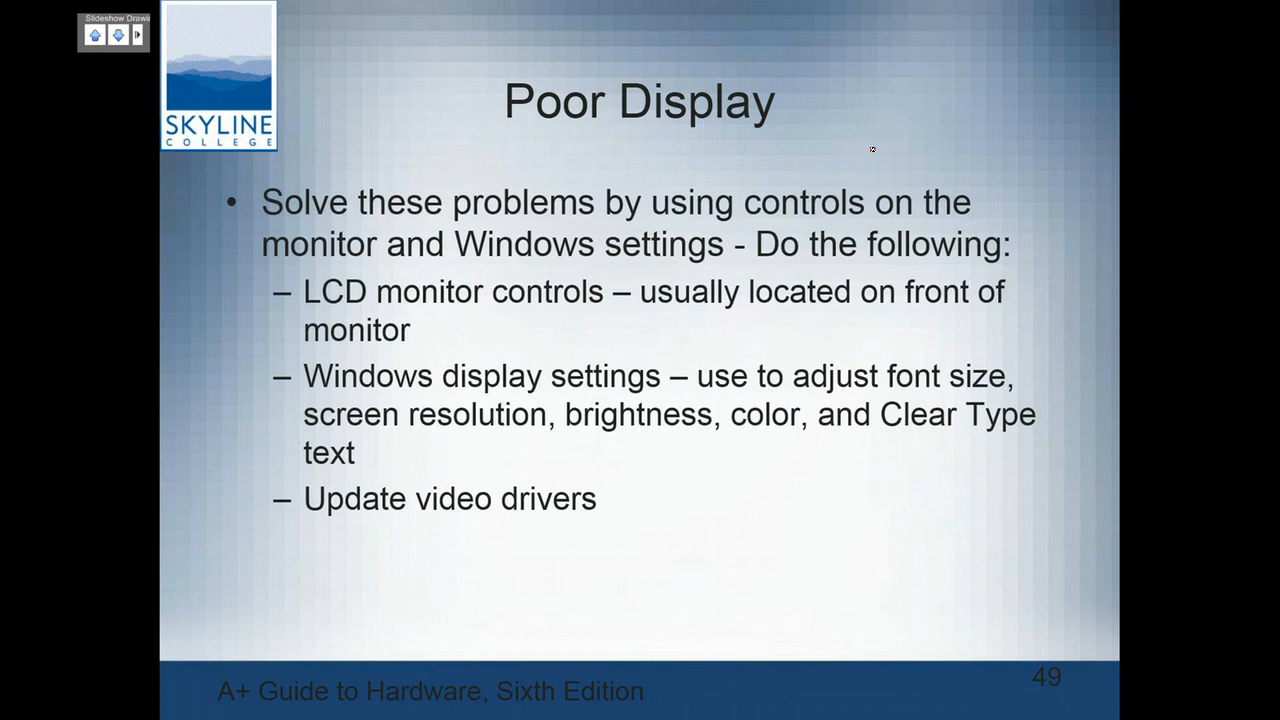 Slideshow Drawi
SKYLINE
COLLEGE
Poor Display
• Solve these problems by using controls on the
monitor and Windows settings - Do the following:
– LCD monitor controls – usually located on front of
monitor
– Windows display settings – use to adjust font size,
screen resolution, brightness, color, and Clear Type
text
– Update video drivers
49
A+ Guide to Hardware, Sixth Edition